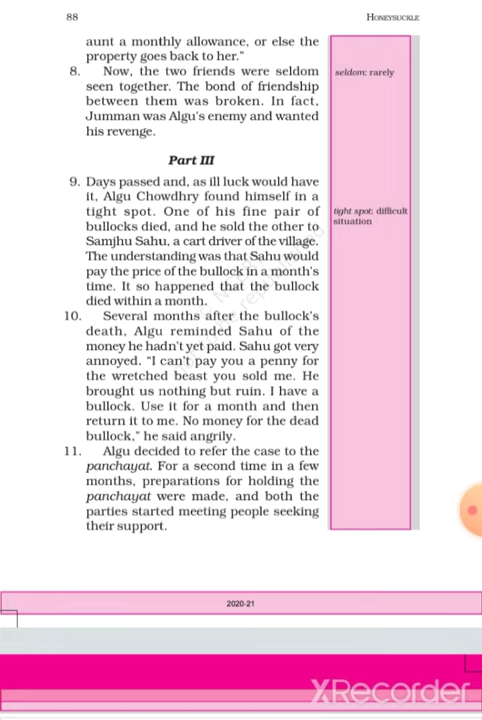 88
HONEYSUCKLE
aunt a monthly allowance, or else the
property goes back to her."
8. Now, the two friends were seldom
seen together. The bond of friendship
between them was broken. In fact,
Jumman was Algu's enemy and wanted
his revenge.
seldom: rarely
Part III
9. Days passed and, as ill luck would have
it, Algu Chowdhry found himself in a
tight spot. One of his fine pair of
bullocks died, and he sold the other to
Samjhu Sahu, a cart driver of the village.
The understanding was that Sahu would
pay the price of the bullock in a month's
time. It so happened that the bullock
died within a month.
tight spot: difficult
situation
10. Several months after the bullock's
death, Algu reminded Sahu of the
money he hadn't yet paid. Sahu got very
annoyed. "I can't pay you a penny for
the wretched beast you sold me. He
brought us nothing but ruin. I have a
bullock. Use it for a month and then
return it to me. No money for the dead
bullock," he said angrily.
11. Algu decided to refer the case to the
panchayat. For a second time in a few
months, preparations for holding the
panchayat were made, and both the
parties started meeting people seeking
their support.
2020-21
XRecorder